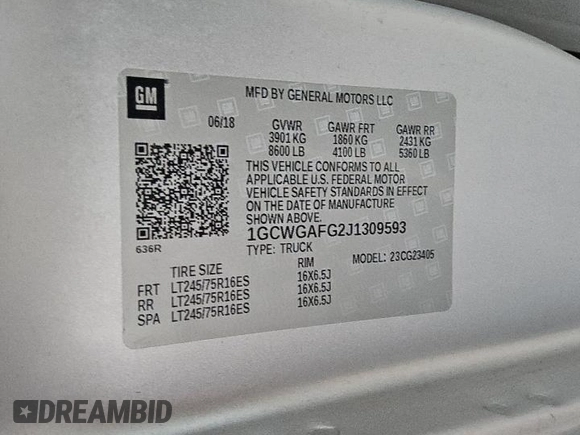 GM
MFD BY GENERAL MOTORS LLC
06/18 GVWR GAWR FRT GAWR RR
3901 KG 1860 KG 2431 KG
8600 LB 4100 LB 5360 LB
THIS VEHICLE CONFORMS TO ALL
APPLICABLE U.S. FEDERAL MOTOR
VEHICLE SAFETY STANDARDS IN EFFECT
ON THE DATE OF MANUFACTURE
SHOWN ABOVE.
1GCWGAFG2J1309593
636R TYPE: TRUCK MODEL: 23CG23405
TIRE SIZE RIM
FRT LT245/75R16ES 16X6.5J
RR LT245/75R16ES 16X6.5J
SPA LT245/75R16ES 16X6.5J
DREAMBID